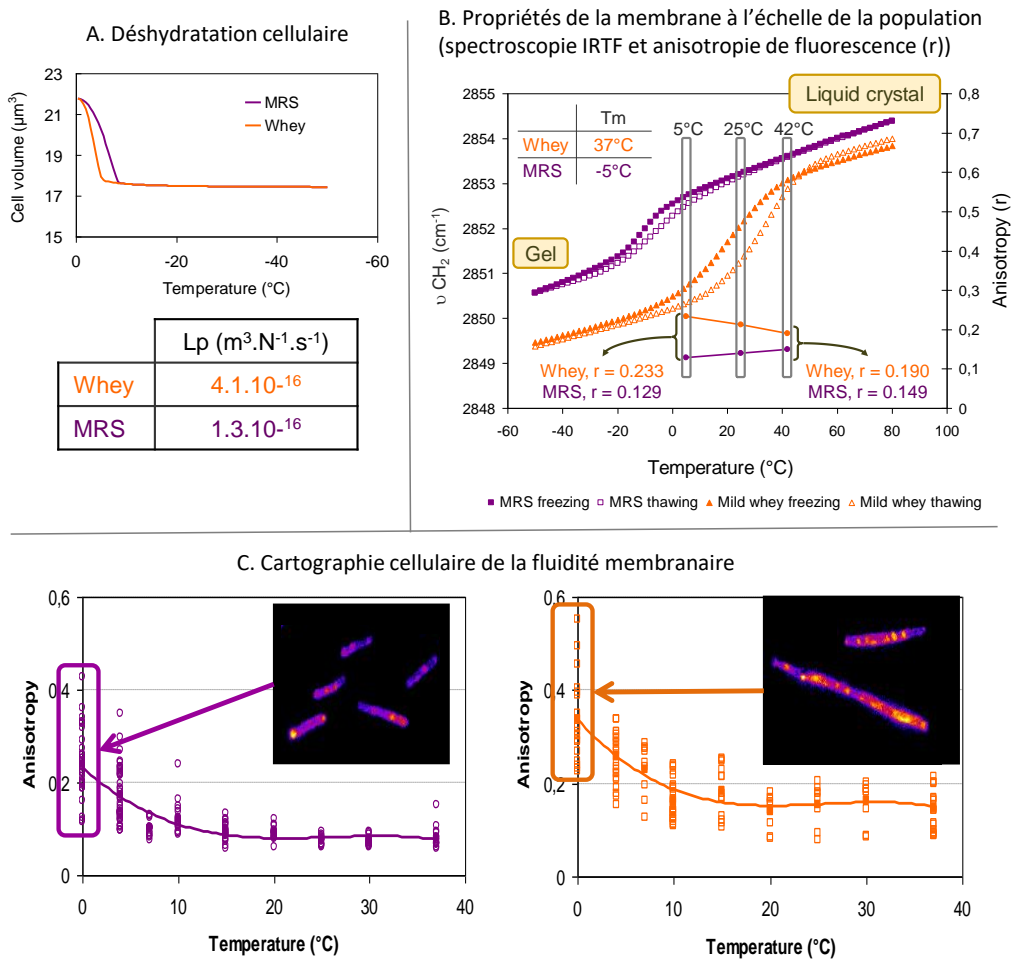 A. Déshydratation cellulaire
Cell volume (µm³)
23
21
19
17
15
MRS
Whey
0 -20 -40 -60
Temperature (°C)
Lp (m³.N⁻¹.s⁻¹)
Whey 4.1.10-¹⁶
MRS 1.3.10-¹⁶
B. Propriétés de la membrane à l’échelle de la population
(spectroscopie IRTF et anisotropie de fluorescence (r))
υ CH₂ (cm⁻¹)
2855
2854
2853
2852
2851
2850
2849
2848
Tm
Whey 37°C
MRS -5°C
5°C 25°C 42°C
Liquid crystal
Gel
Whey, r = 0.233
MRS, r = 0.129
Whey, r = 0.190
MRS, r = 0.149
0,8
0,7
0,6
0,5
0,4
0,3
0,2
0,1
0
Anisotropy (r)
-60 -40 -20 0 20 40 60 80 100
Temperature (°C)
MRS freezing MRS thawing Mild whey freezing Mild whey thawing
C. Cartographie cellulaire de la fluidité membranaire
Anisotropy
0,6
0,4
0,2
0
0 10 20 30 40
Temperature (°C)
Anisotropy
0,6
0,4
0,2
0
0 10 20 30 40
Temperature (°C)